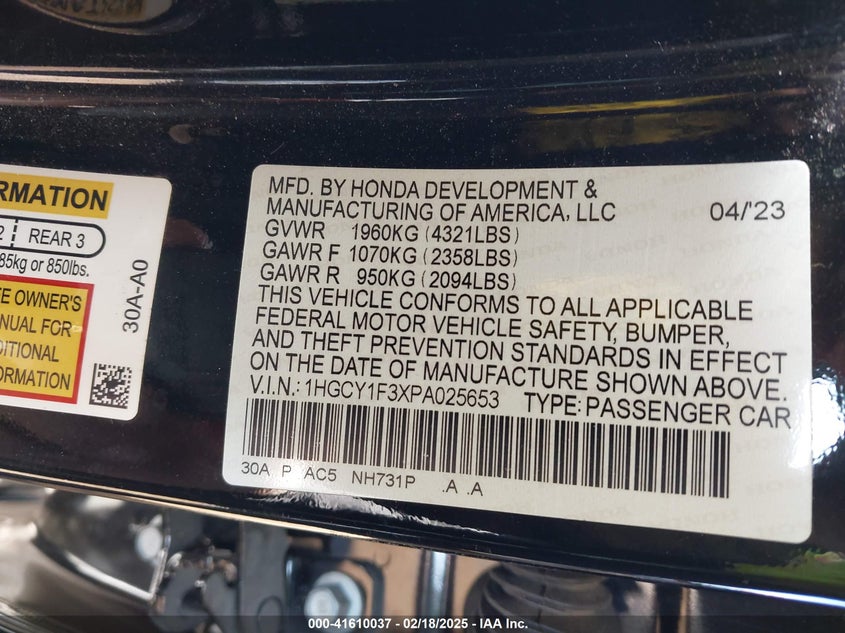 RMATION
2 REAR 3
85kg or 850lbs.
E OWNER'S
NUAL FOR
DITIONAL
ORMATION
30A-A0
MFD. BY HONDA DEVELOPMENT &
MANUFACTURING OF AMERICA, LLC 04/'23
GVWR 1960KG (4321LBS)
GAWR F 1070KG (2358LBS)
GAWR R 950KG (2094LBS)
THIS VEHICLE CONFORMS TO ALL APPLICABLE
FEDERAL MOTOR VEHICLE SAFETY, BUMPER,
AND THEFT PREVENTION STANDARDS IN EFFECT
ON THE DATE OF MANUFACTURE SHOWN ABOVE.
V.I.N.: 1HGCY1F3XPA025653 TYPE: PASSENGER CAR
30A P AC5 NH731P .A .A
000-41610037 - 02/18/2025 - IAA Inc.